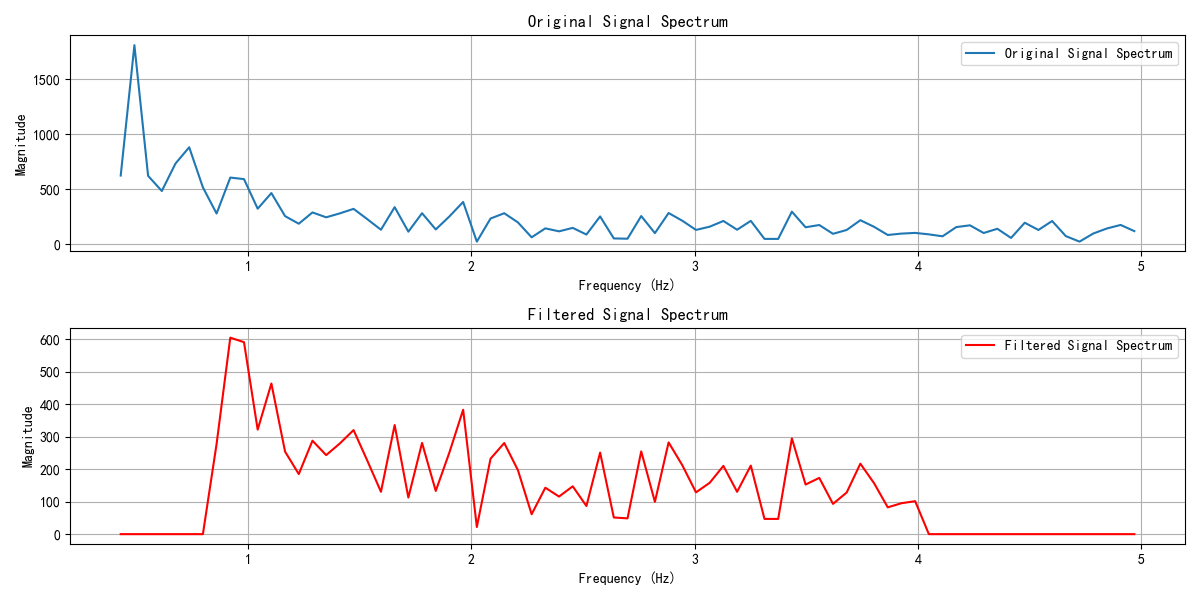 Original Signal Spectrum
Original Signal Spectrum
Magnitude
1500
1000
500
0
1 2 3 4 5
Frequency (Hz)
Filtered Signal Spectrum
Filtered Signal Spectrum
Magnitude
600
500
400
300
200
100
0
1 2 3 4 5
Frequency (Hz)